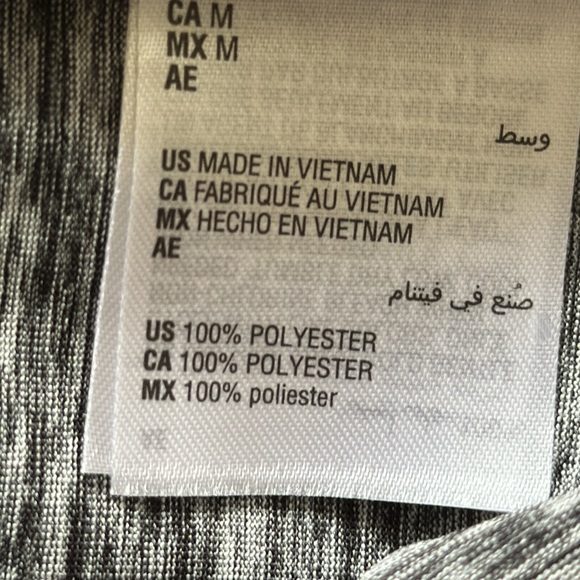 CA M
MX M
AE
وسط
US MADE IN VIETNAM
CA FABRIQUÉ AU VIETNAM
MX HECHO EN VIETNAM
AE
صُنع في فيتنام
US 100% POLYESTER
CA 100% POLYESTER
MX 100% poliester